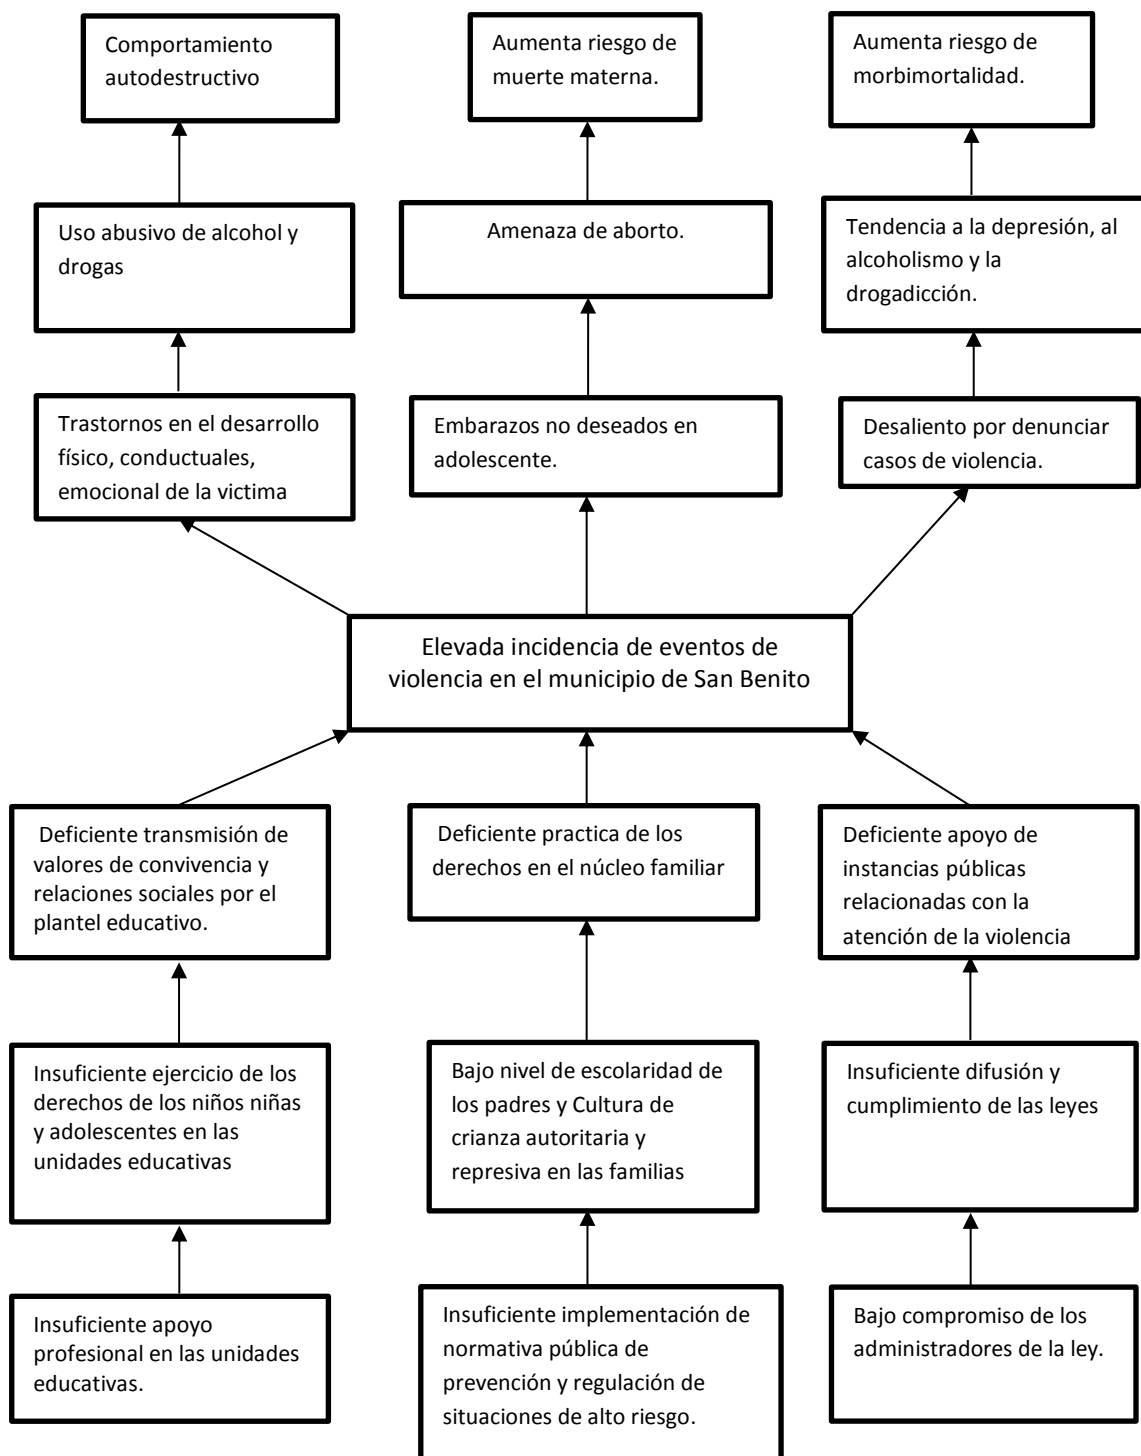 Comportamiento
autodestructivo
Aumenta riesgo de
muerte materna.
Aumenta riesgo de
morbimortalidad.
Uso abusivo de alcohol y
drogas
Amenaza de aborto.
Tendencia a la depresión, al
alcoholismo y la
drogadicción.
Trastornos en el desarrollo
físico, conductuales,
emocional de la victima
Embarazos no deseados en
adolescente.
Desaliento por denunciar
casos de violencia.
Elevada incidencia de eventos de
violencia en el municipio de San Benito
Deficiente transmisión de
valores de convivencia y
relaciones sociales por el
plantel educativo.
Deficiente practica de los
derechos en el núcleo familiar
Deficiente apoyo de
instancias públicas
relacionadas con la
atención de la violencia
Insuficiente ejercicio de los
derechos de los niños niñas
y adolescentes en las
unidades educativas
Bajo nivel de escolaridad de
los padres y Cultura de
crianza autoritaria y
represiva en las familias
Insuficiente difusión y
cumplimiento de las leyes
Insuficiente apoyo
profesional en las unidades
educativas.
Insuficiente implementación de
normativa pública de
prevención y regulación de
situaciones de alto riesgo.
Bajo compromiso de los
administradores de la ley.